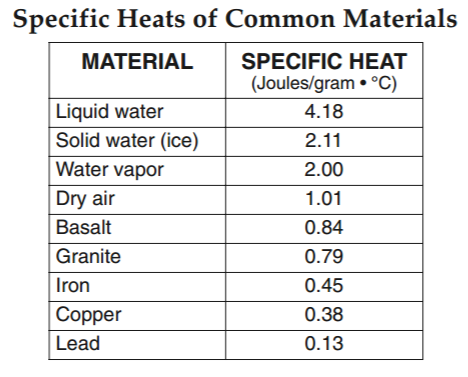 Specific Heats of Common Materials
MATERIAL SPECIFIC HEAT
(Joules/gram • °C)
Liquid water 4.18
Solid water (ice) 2.11
Water vapor 2.00
Dry air 1.01
Basalt 0.84
Granite 0.79
Iron 0.45
Copper 0.38
Lead 0.13